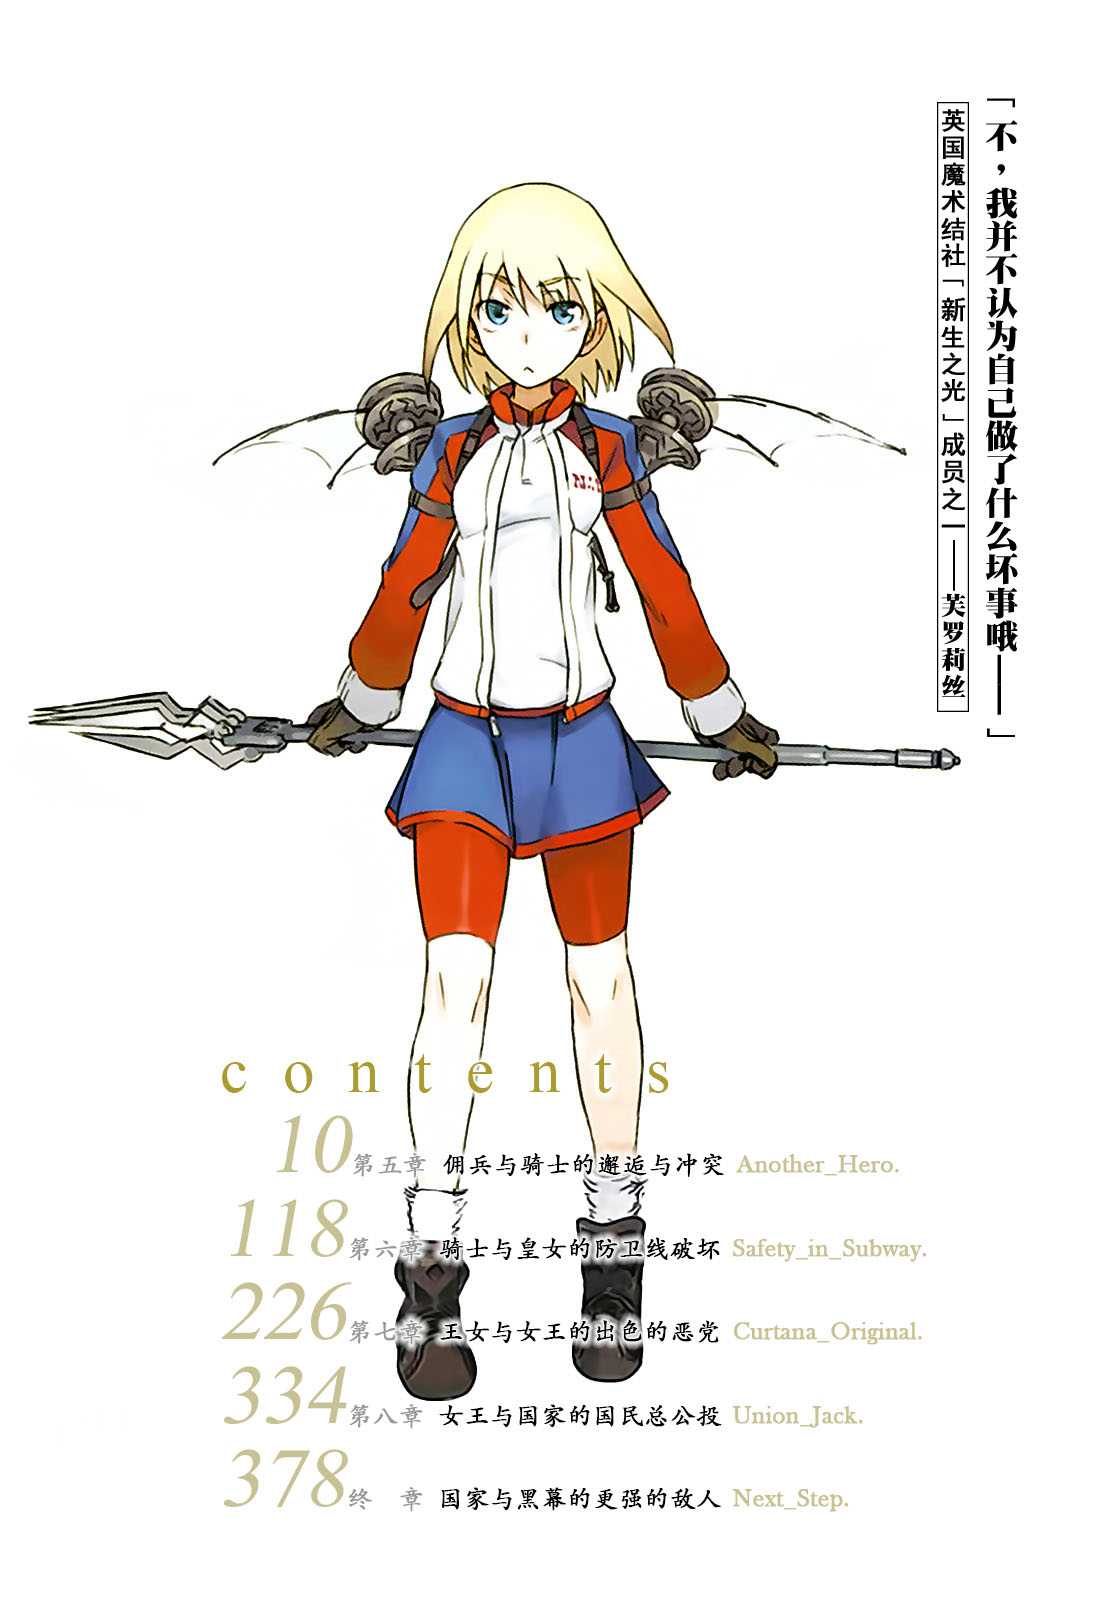 「不，我并不认为自己做了什么坏事哦——」
英国魔术结社「新生之光」成员之一——芙罗莉丝
contents
10 第五章 佣兵与骑士的邂逅与冲突 Another_Hero.
118 第六章 骑士与皇女的防卫线破坏 Safety_in_Subway.
226 第七章 王女与女王的出色的恶党 Curtana_Original.
334 第八章 女王与国家的国民总公投 Union_Jack.
378 终 章 国家与黑幕的更强的敌人 Next_Step.